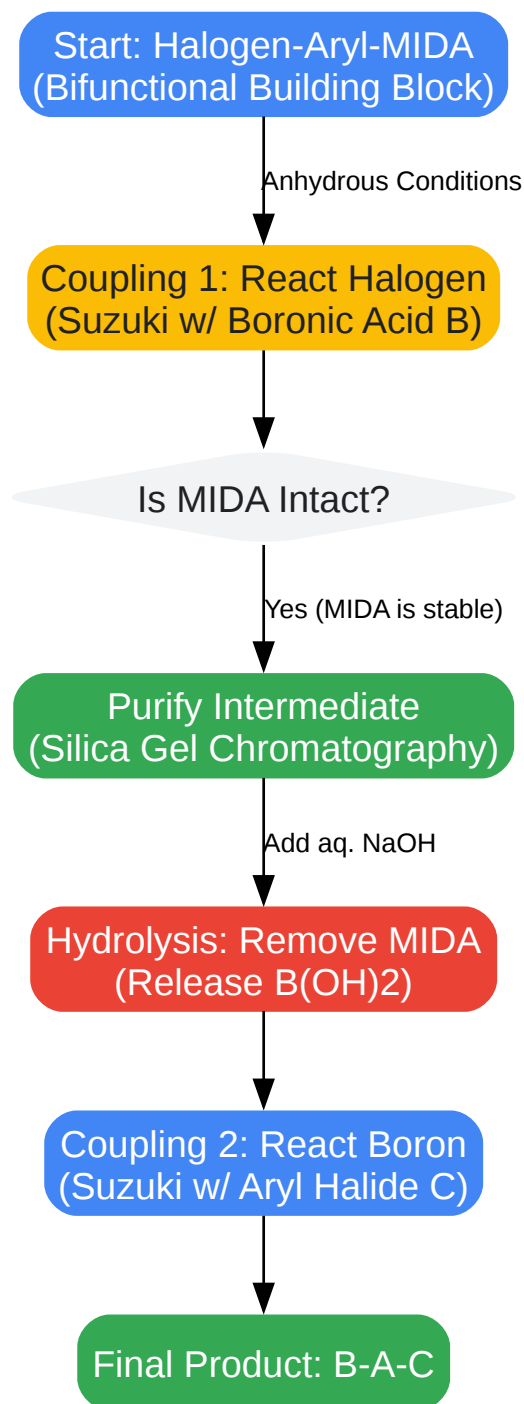 Start: Halogen-Aryl-MIDA
(Bifunctional Building Block)
Anhydrous Conditions
Coupling 1: React Halogen
(Suzuki w/ Boronic Acid B)
Is MIDA Intact?
Yes (MIDA is stable)
Purify Intermediate
(Silica Gel Chromatography)
Add aq. NaOH
Hydrolysis: Remove MIDA
(Release B(OH)2)
Coupling 2: React Boron
(Suzuki w/ Aryl Halide C)
Final Product: B-A-C